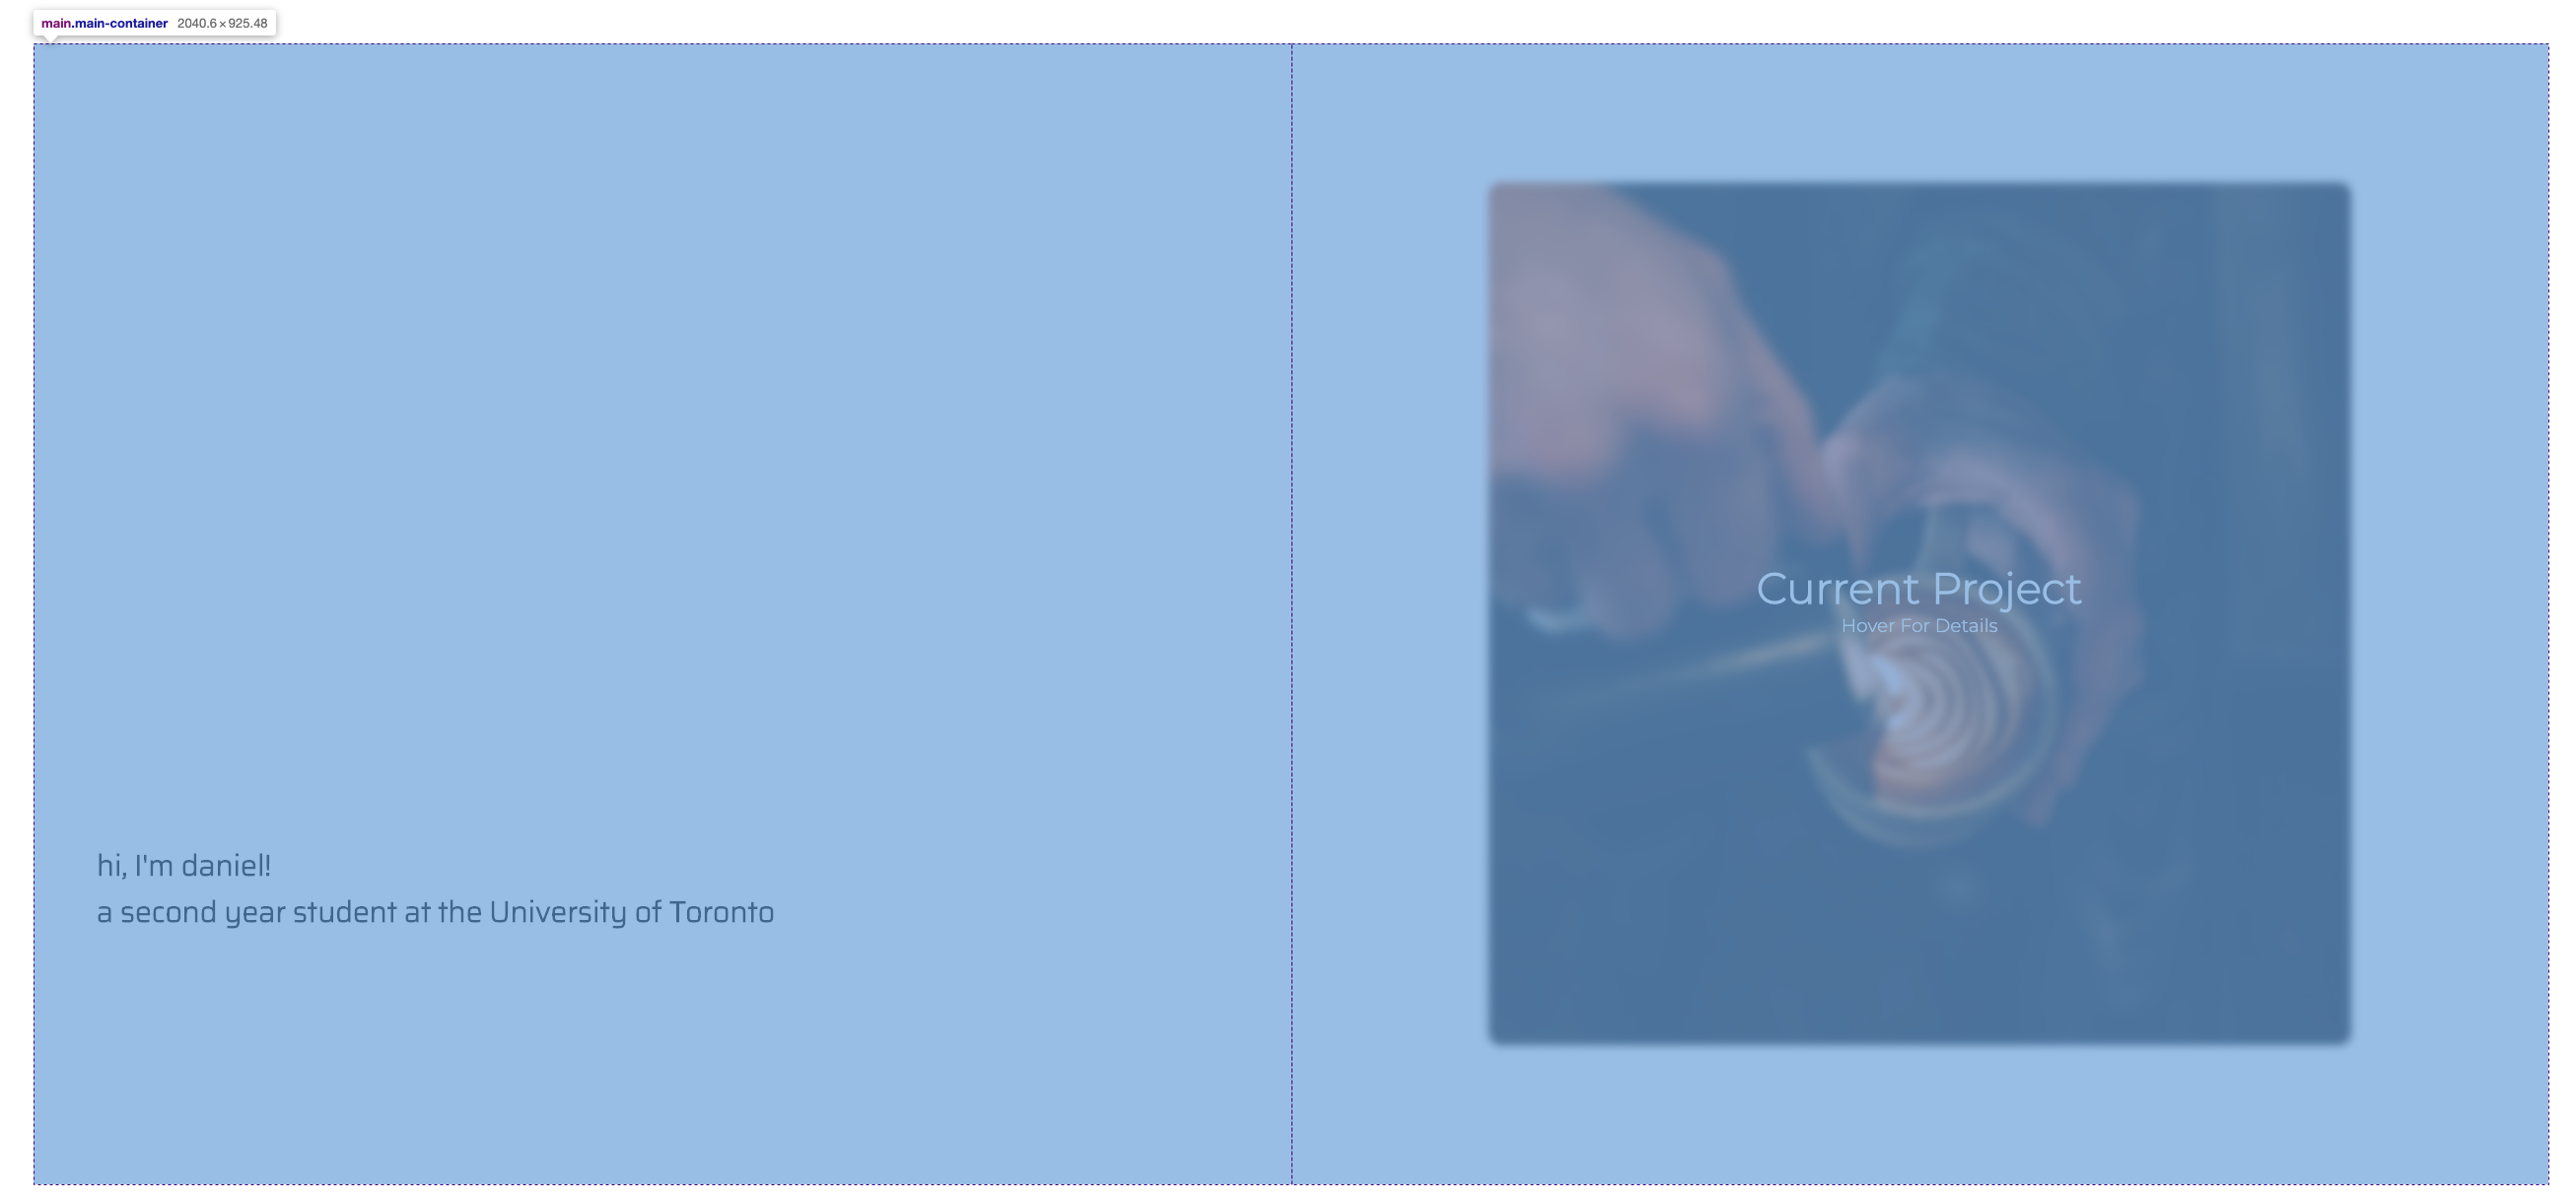 main.main-container 2040.6×925.48
Current Project
Hover For Details
hi, I'm daniel!
a second year student at the University of Toronto